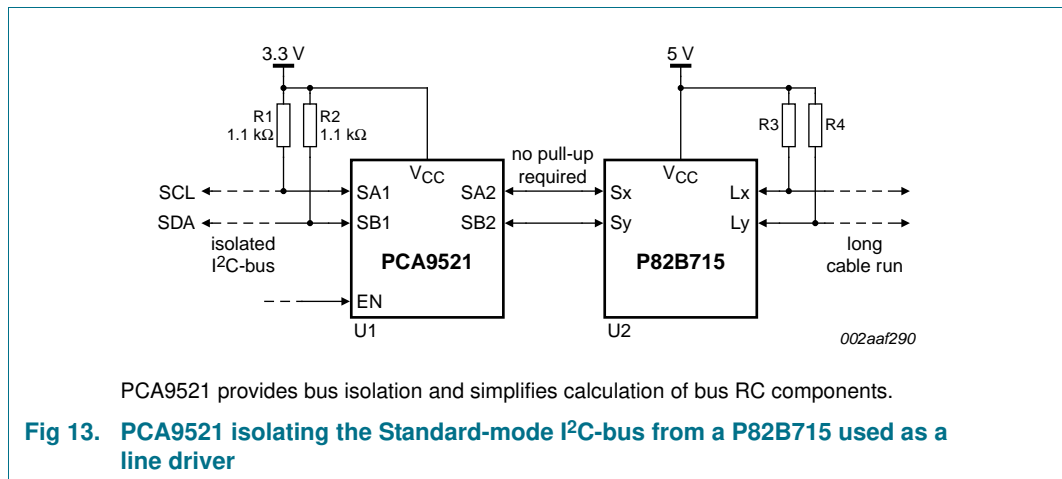 3.3 V
5 V
R1
1.1 kΩ
R2
1.1 kΩ
R3
R4
no pull-up
required
VCC
VCC
SCL
SA1
SA2
Sx
Lx
SDA
SB1
SB2
Sy
Ly
isolated
I²C-bus
long
cable run
PCA9521
P82B715
EN
U1
U2
002aaf290
PCA9521 provides bus isolation and simplifies calculation of bus RC components.
Fig 13. PCA9521 isolating the Standard-mode I²C-bus from a P82B715 used as a
line driver